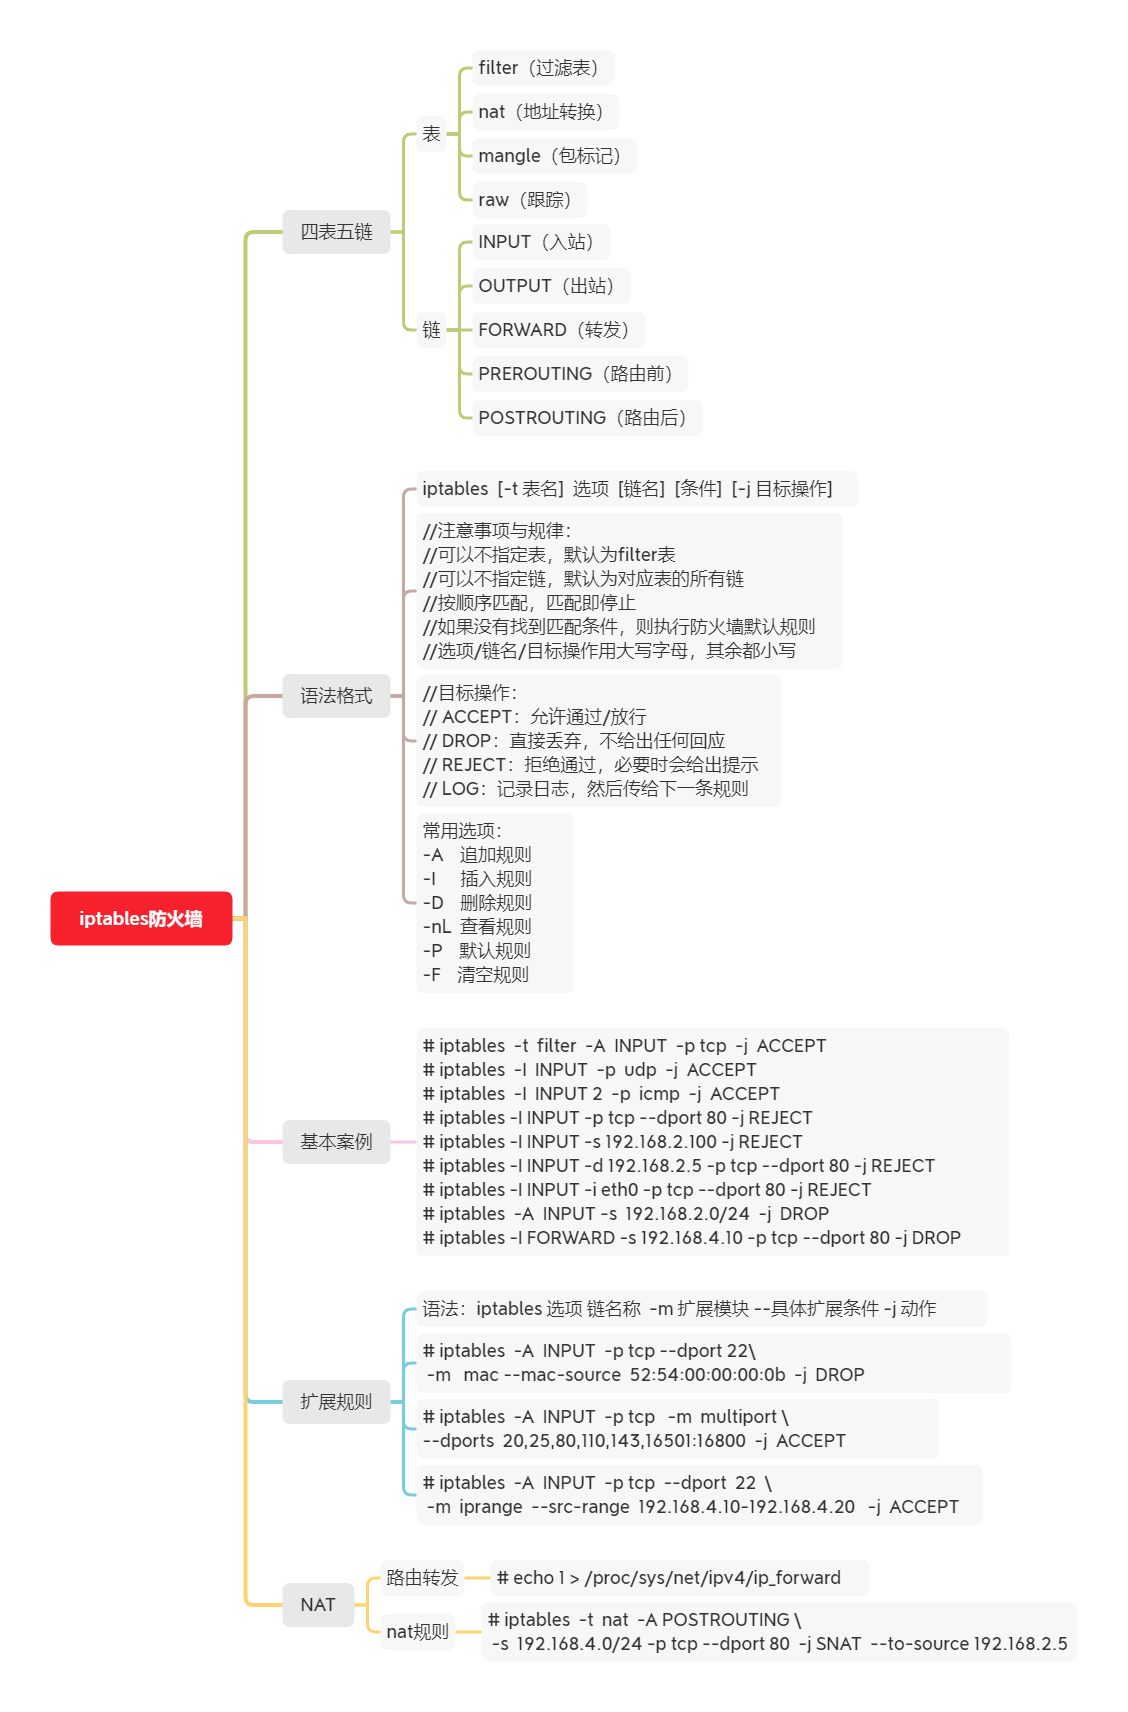 iptables防火墙
四表五链
表
filter（过滤表）
nat（地址转换）
mangle（包标记）
raw（跟踪）
链
INPUT（入站）
OUTPUT（出站）
FORWARD（转发）
PREROUTING（路由前）
POSTROUTING（路由后）
语法格式
iptables [-t 表名] 选项 [链名] [条件] [-j 目标操作]
//注意事项与规律：
//可以不指定表，默认为filter表
//可以不指定链，默认为对应表的所有链
//按顺序匹配，匹配即停止
//如果没有找到匹配条件，则执行防火墙默认规则
//选项/链名/目标操作用大写字母，其余都小写
//目标操作：
// ACCEPT：允许通过/放行
// DROP：直接丢弃，不给出任何回应
// REJECT：拒绝通过，必要时会给出提示
// LOG：记录日志，然后传给下一条规则
常用选项：
-A 追加规则
-I 插入规则
-D 删除规则
-nL 查看规则
-P 默认规则
-F 清空规则
基本案例
# iptables -t filter -A INPUT -p tcp -j ACCEPT
# iptables -I INPUT -p udp -j ACCEPT
# iptables -I INPUT 2 -p icmp -j ACCEPT
# iptables -I INPUT -p tcp --dport 80 -j REJECT
# iptables -I INPUT -s 192.168.2.100 -j REJECT
# iptables -I INPUT -d 192.168.2.5 -p tcp --dport 80 -j REJECT
# iptables -I INPUT -i eth0 -p tcp --dport 80 -j REJECT
# iptables -A INPUT -s 192.168.2.0/24 -j DROP
# iptables -I FORWARD -s 192.168.4.10 -p tcp --dport 80 -j DROP
扩展规则
语法：iptables 选项 链名称 -m 扩展模块 --具体扩展条件 -j 动作
# iptables -A INPUT -p tcp --dport 22\
-m mac --mac-source 52:54:00:00:00:0b -j DROP
# iptables -A INPUT -p tcp -m multiport \
--dports 20,25,80,110,143,16501:16800 -j ACCEPT
# iptables -A INPUT -p tcp --dport 22 \
-m iprange --src-range 192.168.4.10-192.168.4.20 -j ACCEPT
NAT
路由转发
# echo 1 > /proc/sys/net/ipv4/ip_forward
nat规则
# iptables -t nat -A POSTROUTING \
-s 192.168.4.0/24 -p tcp --dport 80 -j SNAT --to-source 192.168.2.5